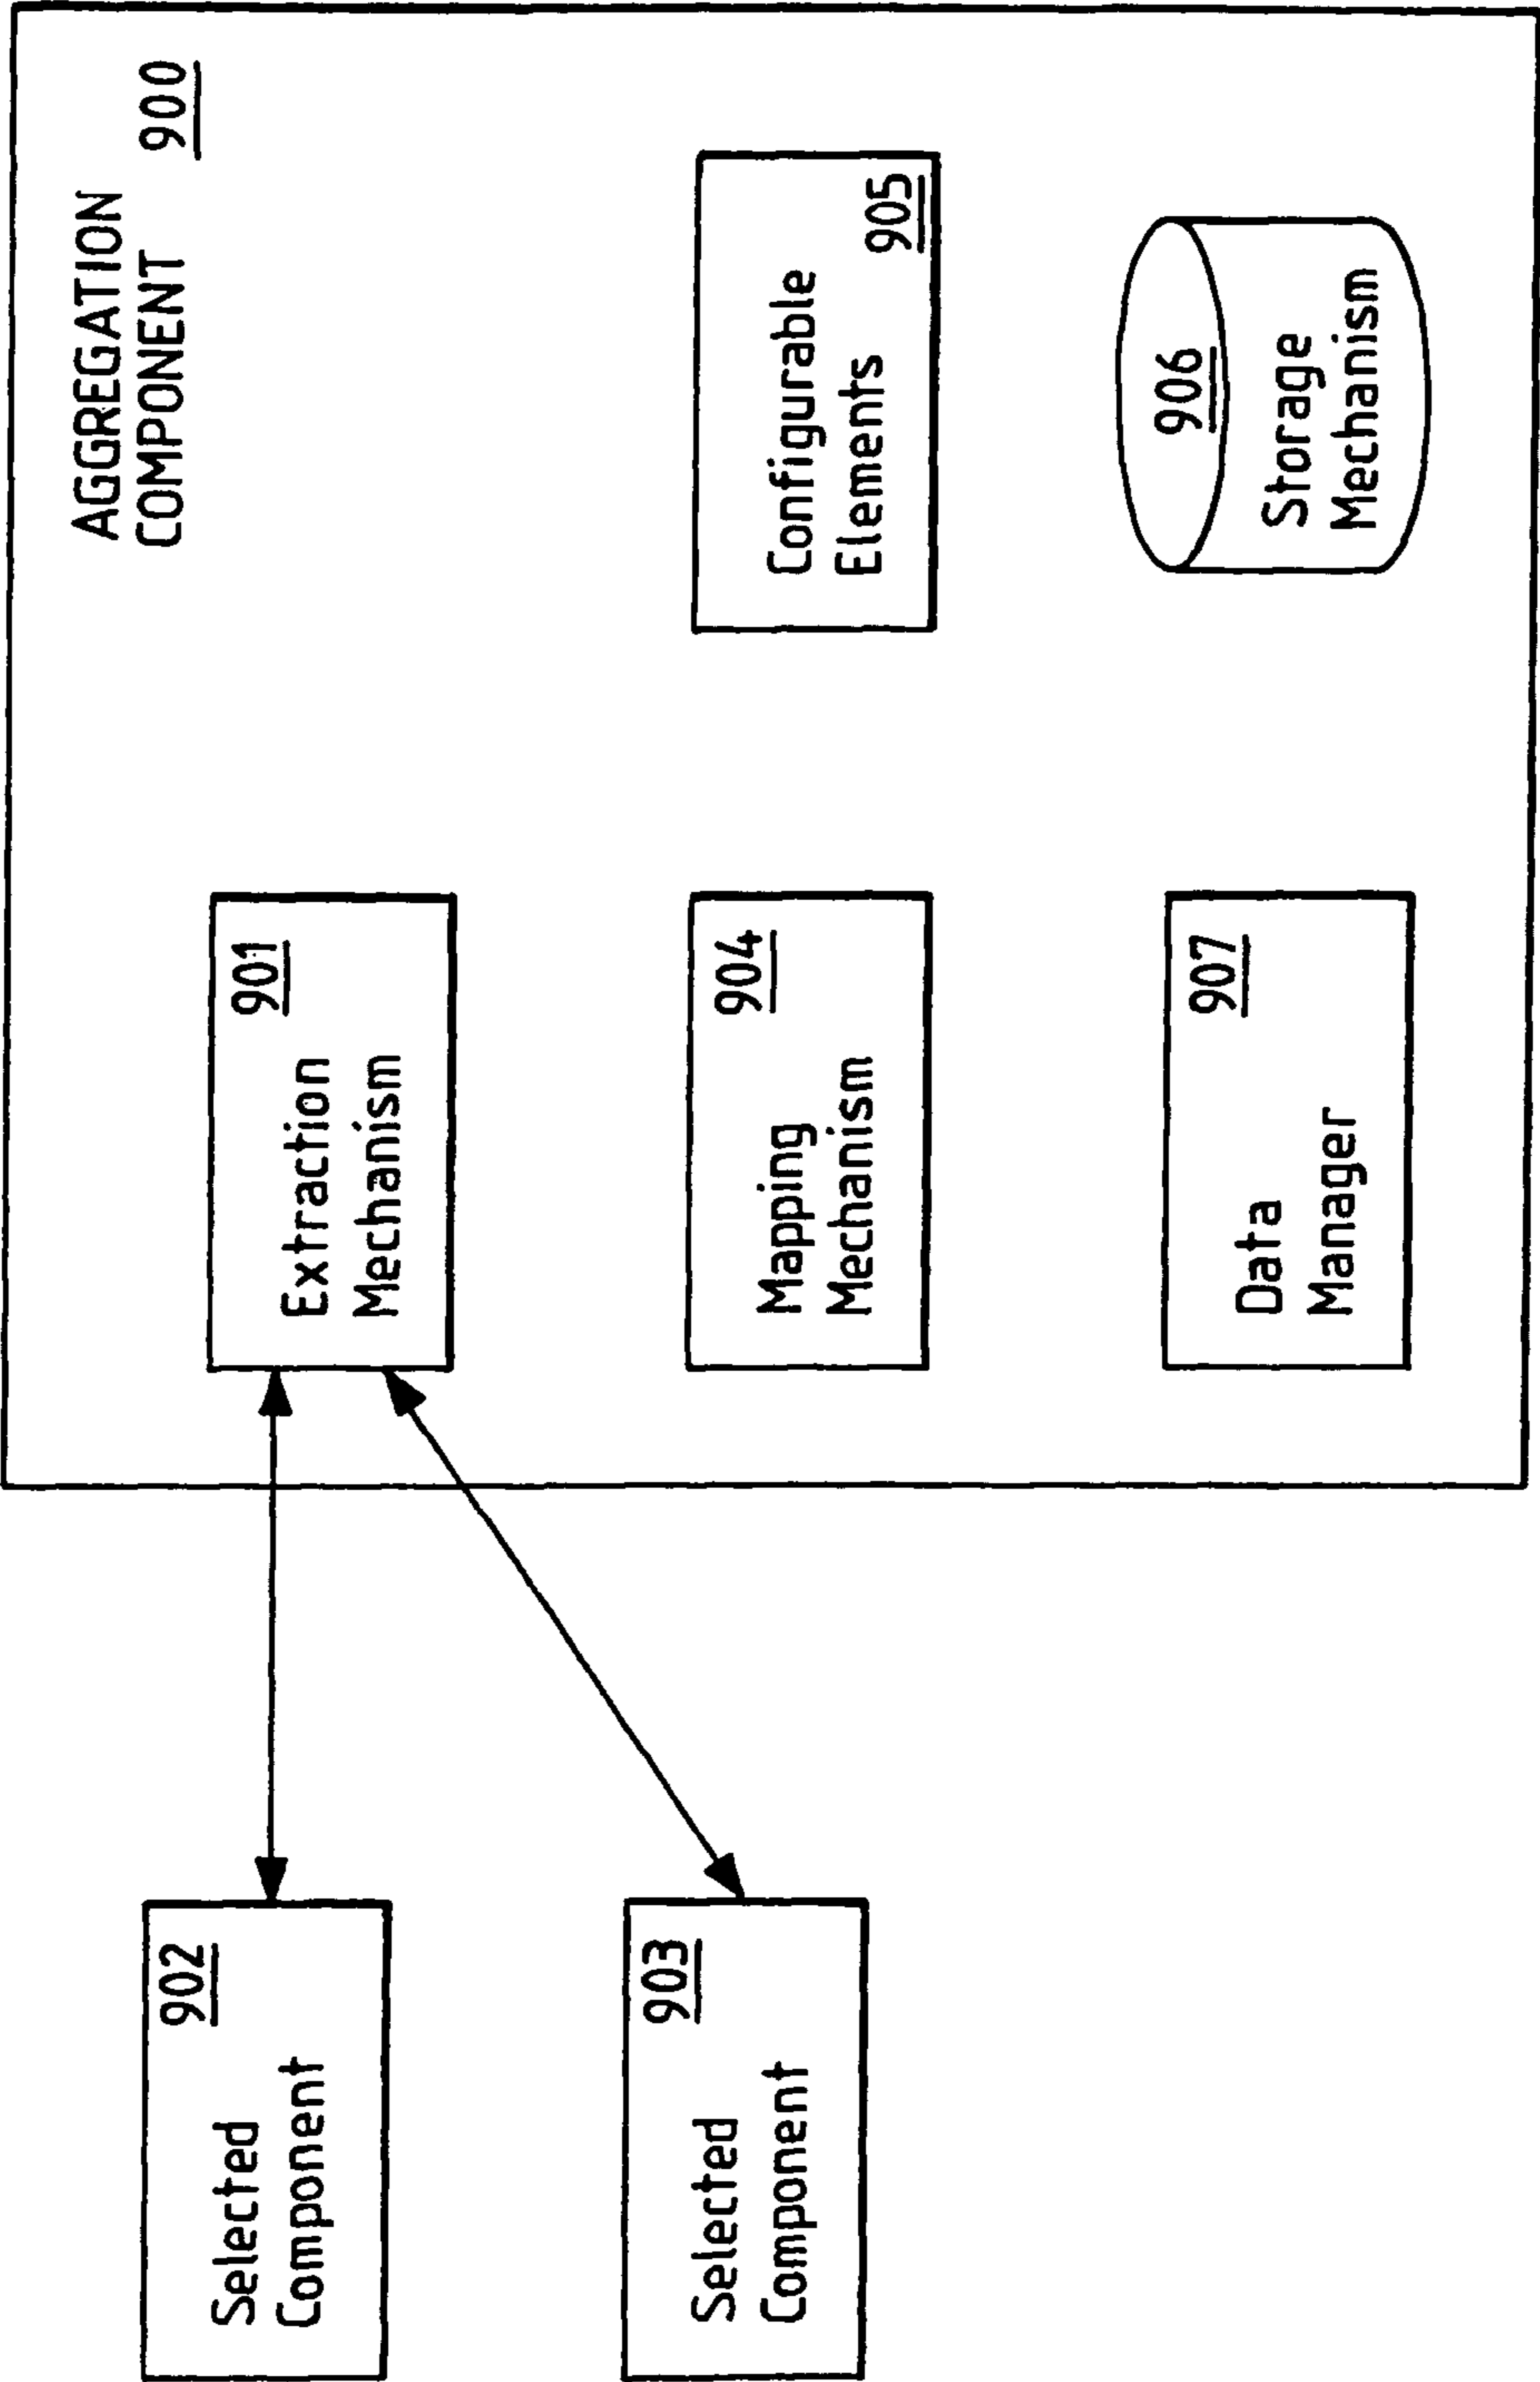 AGGREGATION
COMPONENT 900
902
Selected
Component
901
Extraction
Mechanism
903
Selected
Component
904
Mapping
Mechanism
Configurable
Elements
905
907
Data
Manager
906
Storage
Mechanism